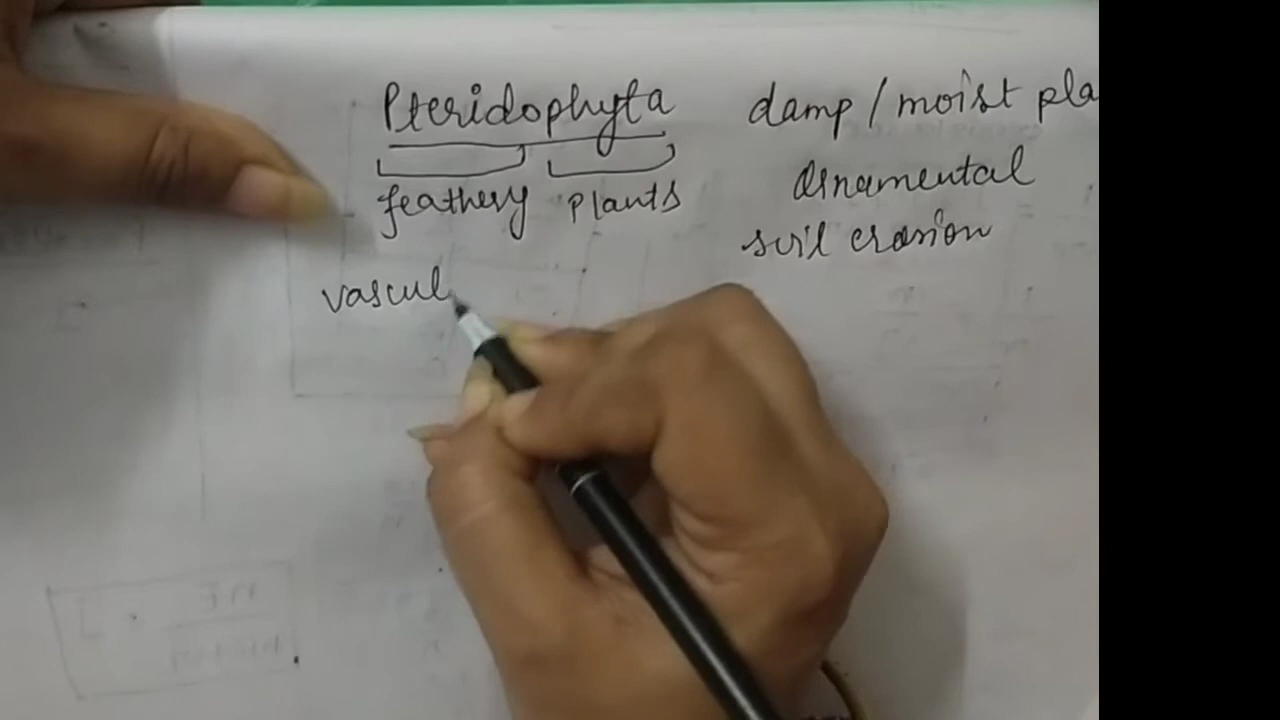 Pteridophyta
feathery plants
vascul
damp / moist pla
ornamental
soil erosion